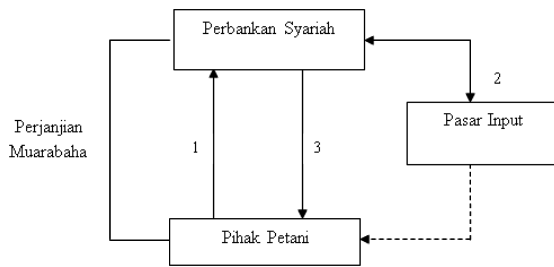 Perbankan Syariah
2
Pasar Input
Perjanjian
Muarabaha
1
3
Pihak Petani